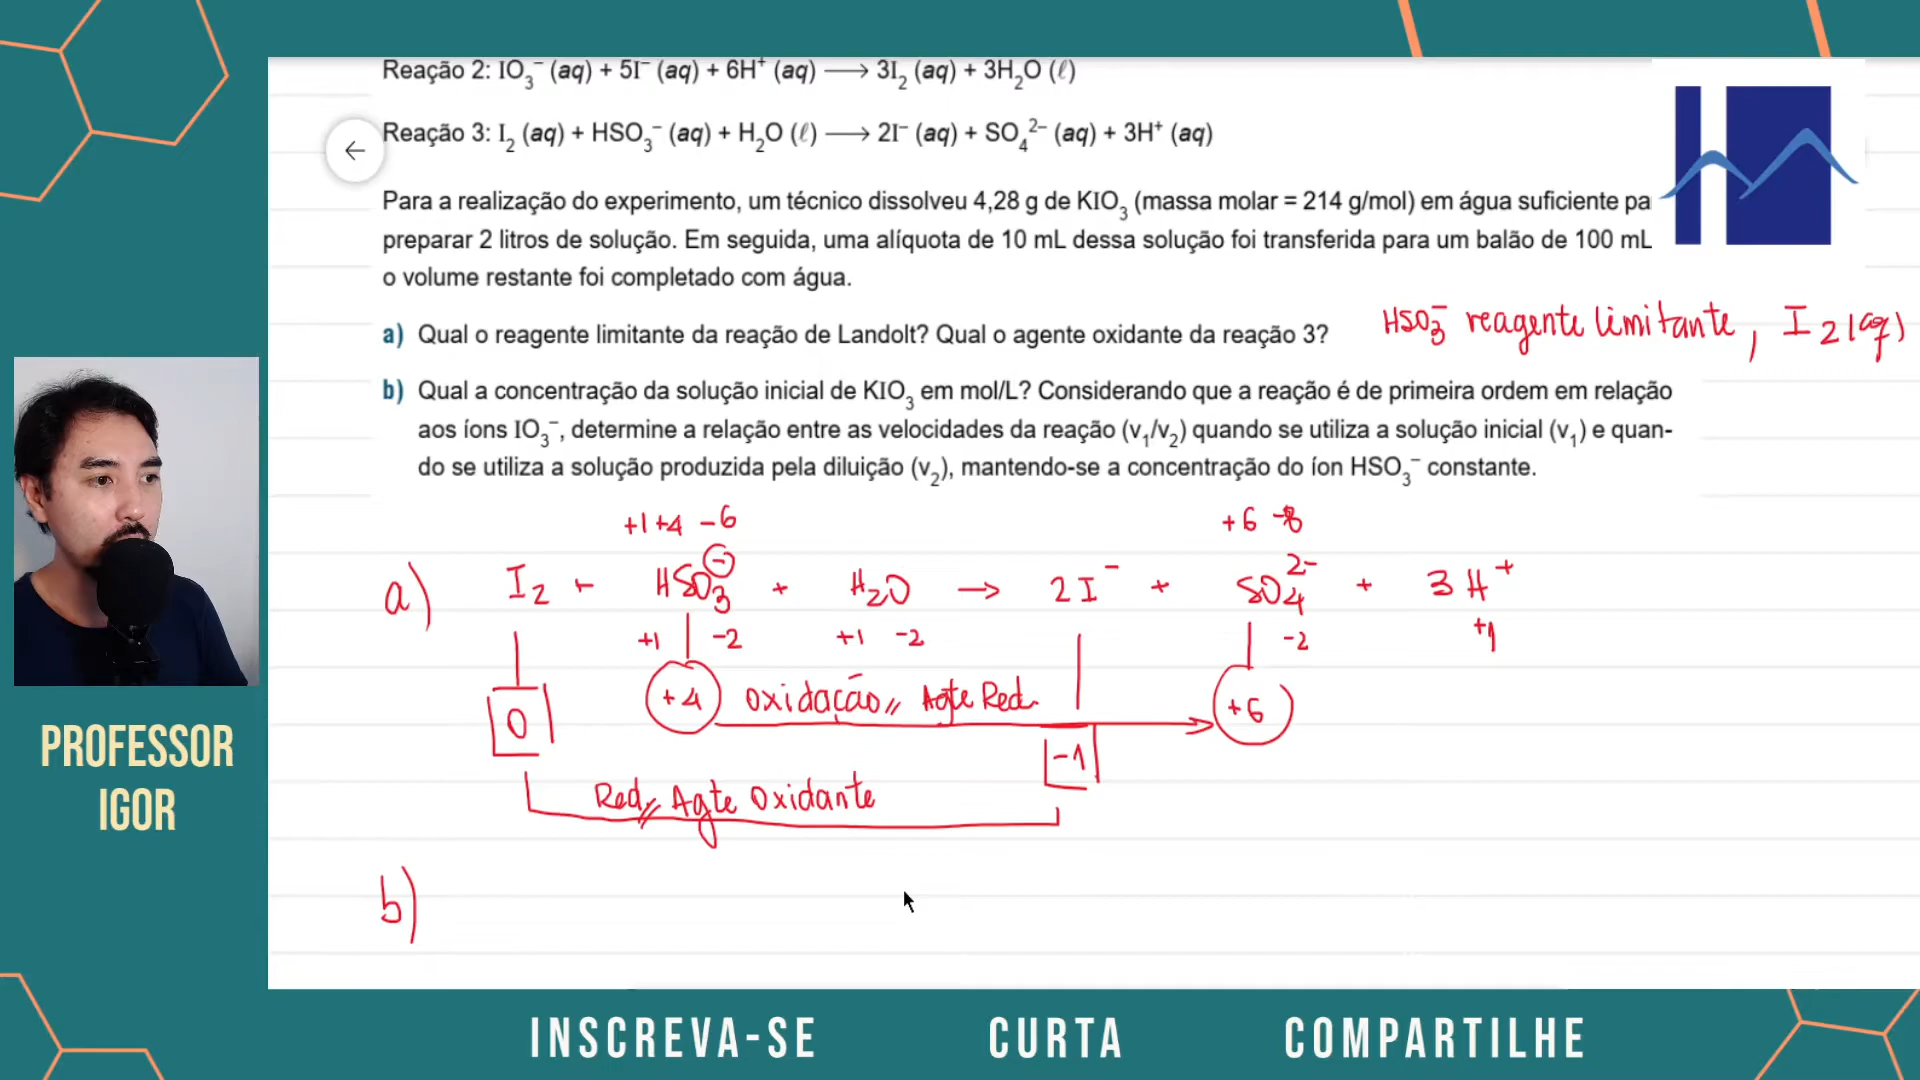 Reação 2: IO₃⁻ (aq) + 5I⁻ (aq) + 6H⁺ (aq) ⟶ 3I₂ (aq) + 3H₂O (ℓ)
Reação 3: I₂ (aq) + HSO₃⁻ (aq) + H₂O (ℓ) ⟶ 2I⁻ (aq) + SO₄²⁻ (aq) + 3H⁺ (aq)
Para a realização do experimento, um técnico dissolveu 4,28 g de KIO₃ (massa molar = 214 g/mol) em água suficiente pa
preparar 2 litros de solução. Em seguida, uma alíquota de 10 mL dessa solução foi transferida para um balão de 100 mL
o volume restante foi completado com água.
a) Qual o reagente limitante da reação de Landolt? Qual o agente oxidante da reação 3?
HSO₃⁻ reagente limitante, I₂(aq)
b) Qual a concentração da solução inicial de KIO₃ em mol/L? Considerando que a reação é de primeira ordem em relação
aos íons IO₃⁻, determine a relação entre as velocidades da reação (v₁/v₂) quando se utiliza a solução inicial (v₁) e quan-
do se utiliza a solução produzida pela diluição (v₂), mantendo-se a concentração do íon HSO₃⁻ constante.
+1 +4 -6 +6 -8
a) I₂ + HSO₃⁻ + H₂O → 2I⁻ + SO₄²⁻ + 3H⁺
+1 -2 +1 -2 -2 +1
0 +4 Oxidação,, Agte Red. +6
-1
Red,, Agte Oxidante
b)
PROFESSOR
IGOR
INSCREVA-SE CURTA COMPARTILHE